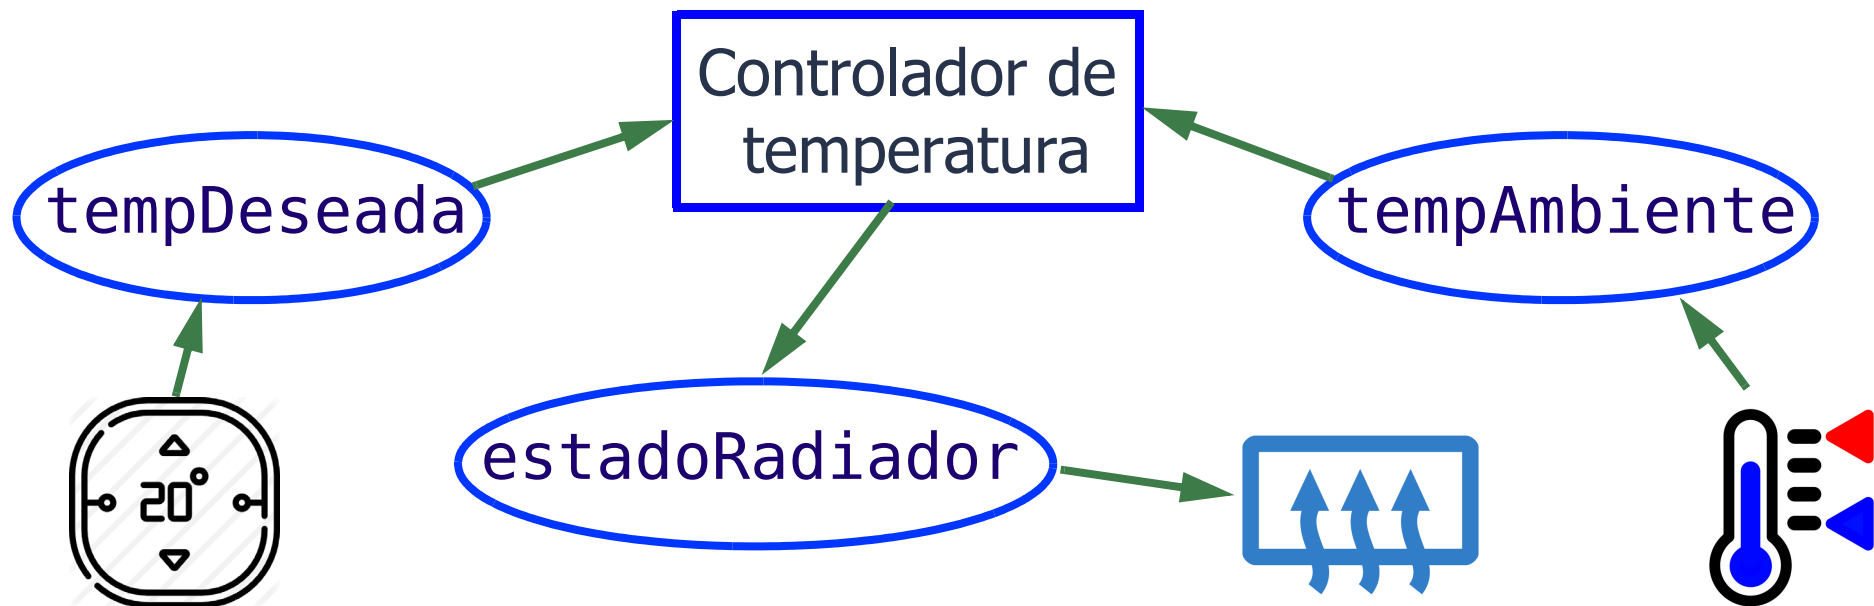 Controlador de
temperatura
tempDeseada
tempAmbiente
estadoRadiador
20°